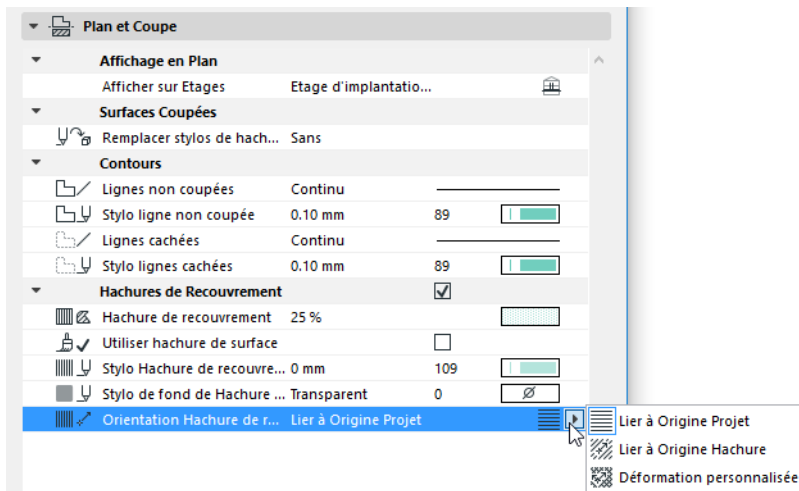 Plan et Coupe
Affichage en Plan
Afficher sur Etages Etage d'implantatio...
Surfaces Coupées
Remplacer stylos de hach... Sans
Contours
Lignes non coupées Continu
Stylo ligne non coupée 0.10 mm 89
Lignes cachées Continu
Stylo lignes cachées 0.10 mm 89
Hachures de Recouvrement
Hachure de recouvrement 25 %
Utiliser hachure de surface
Stylo Hachure de recouvre... 0 mm 109
Stylo de fond de Hachure ... Transparent 0
Orientation Hachure de r... Lier à Origine Projet
Lier à Origine Projet
Lier à Origine Hachure
Déformation personnalisée